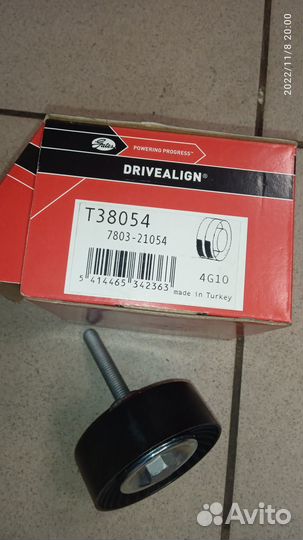 2022/11/8 20:00
Gates
POWERING PROGRESS™
DRIVEALIGN®
T38054
7803-21054
5 414465 342363
4G10
made in Turkey
Avito